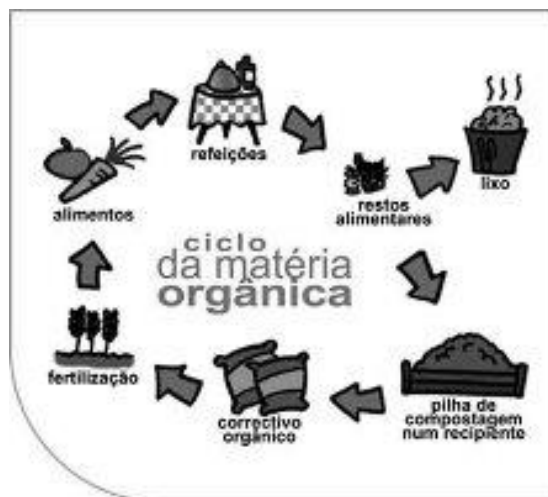 refeições
lixo
restos
alimentares
alimentos
ciclo
da matéria
orgânica
fertilização
correctivo
orgânico
pilha de
compostagem
num recipiente